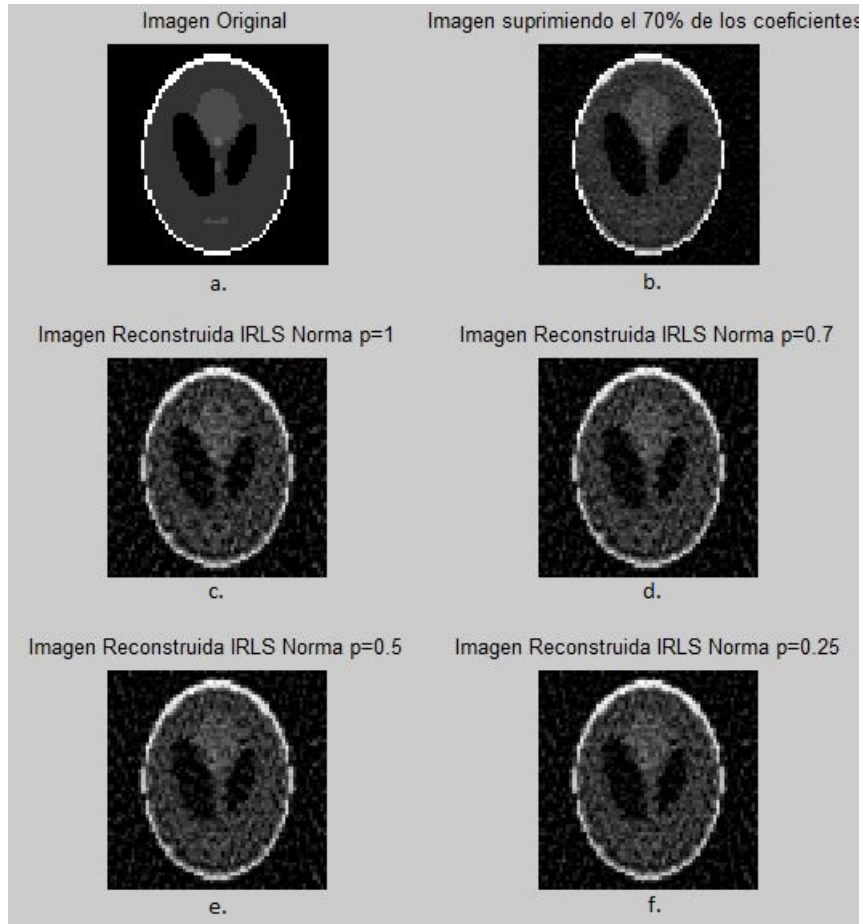 Imagen Original
Imagen suprimiendo el 70% de los coeficientes
a.
b.
Imagen Reconstruida IRLS Norma p=1
Imagen Reconstruida IRLS Norma p=0.7
c.
d.
Imagen Reconstruida IRLS Norma p=0.5
Imagen Reconstruida IRLS Norma p=0.25
e.
f.